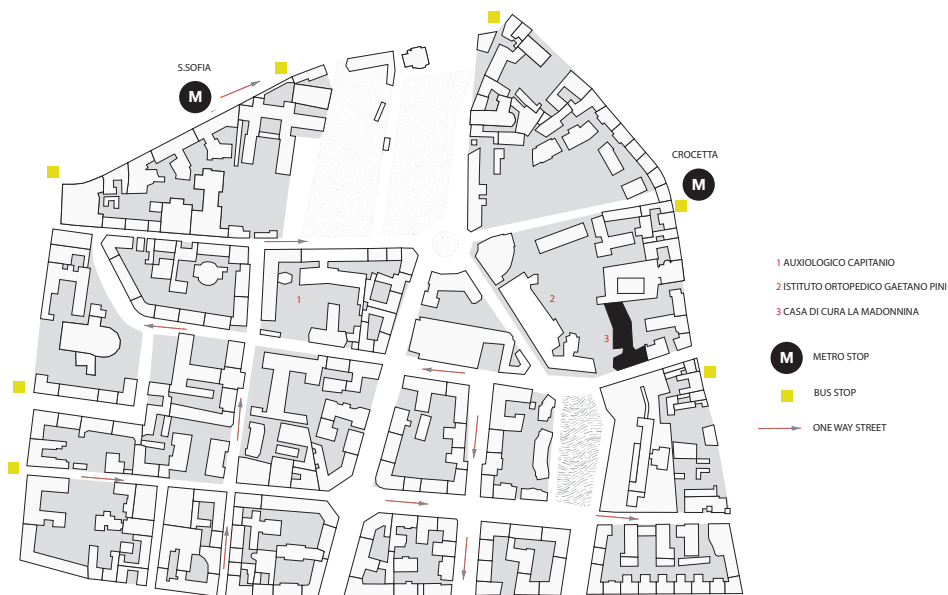 S.SOFIA
M
CROCETTA
M
1 AUXIOLOGICO CAPITANIO
2 ISTITUTO ORTOPEDICO GAETANO PINI
3 CASA DI CURA LA MADONNINA
1
2
3
M METRO STOP
BUS STOP
ONE WAY STREET